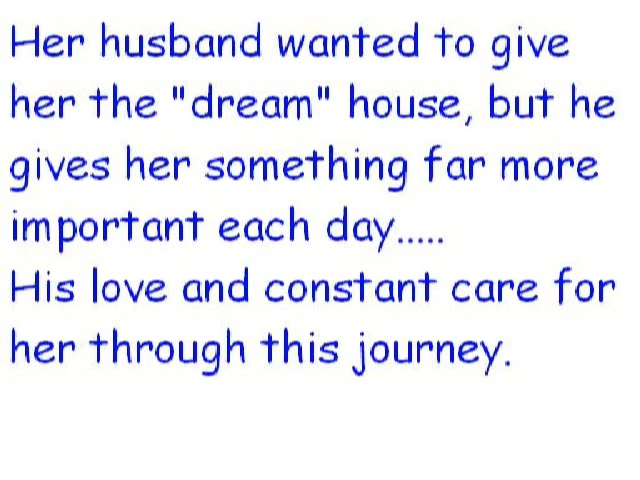 Her husband wanted to give
her the "dream" house, but he
gives her something far more
important each day.....
His love and constant care for
her through this journey.